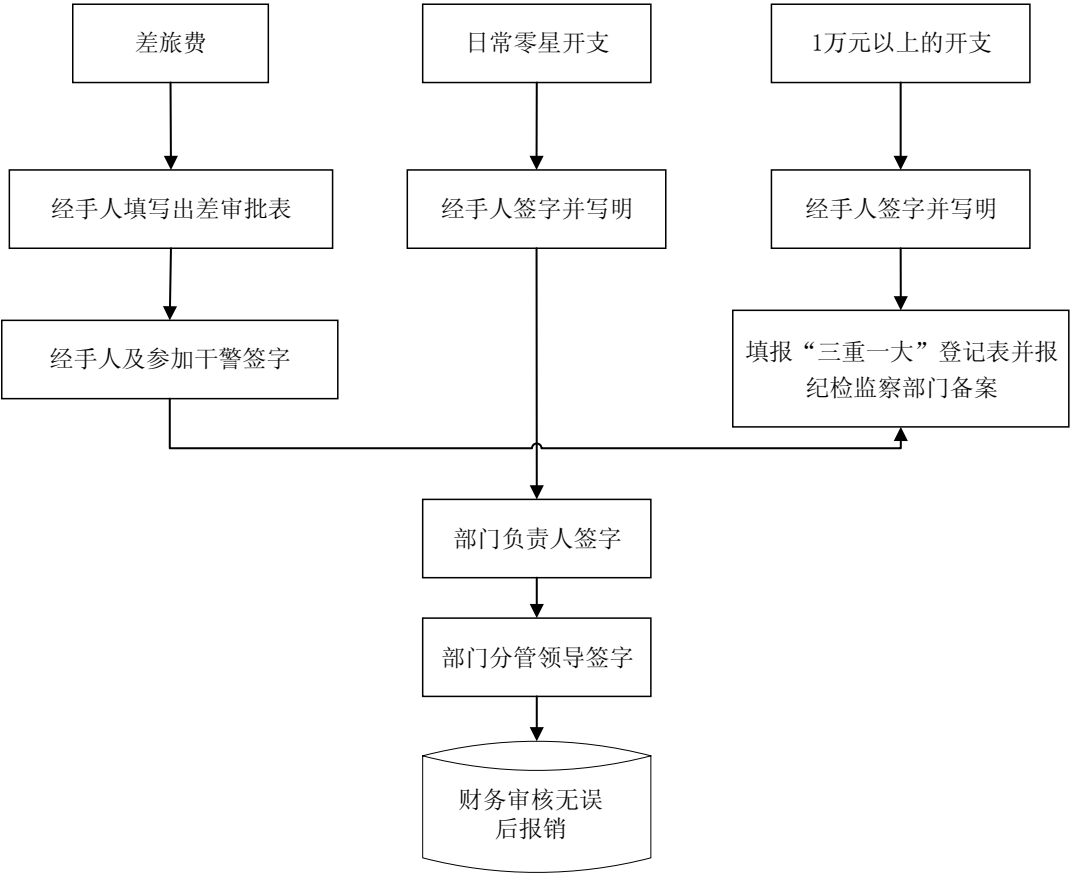 差旅费
日常零星开支
1万元以上的开支
经手人填写出差审批表
经手人签字并写明
经手人签字并写明
经手人及参加干警签字
填报“三重一大”登记表并报
纪检监察部门备案
部门负责人签字
部门分管领导签字
财务审核无误
后报销